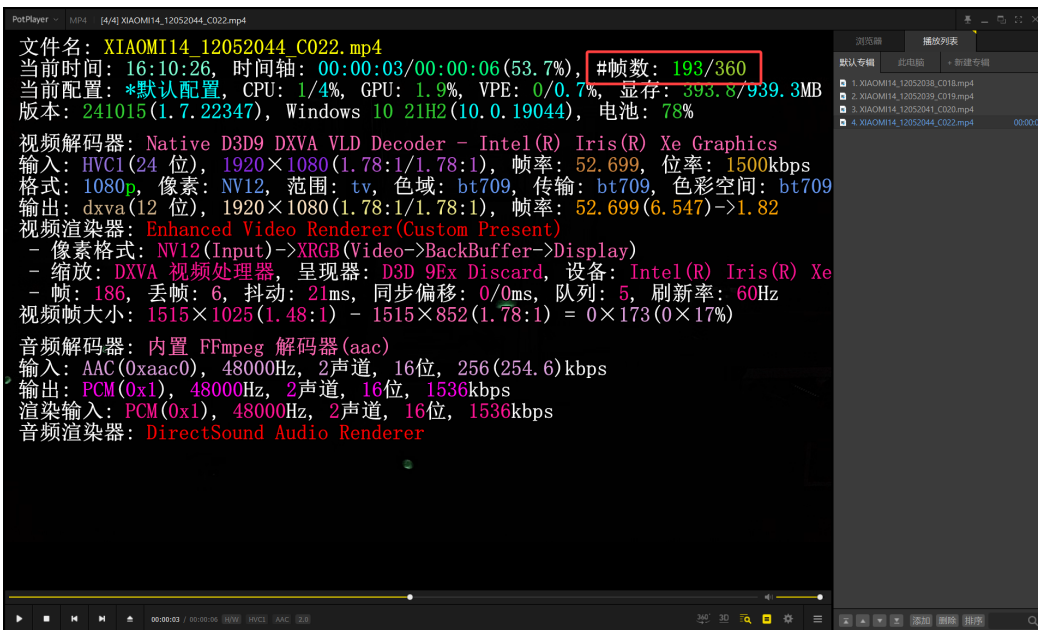 PotPlayer MP4 [4/4] XIAOMI14_12052044_C022.mp4
文件名: XIAOMI14_12052044_C022.mp4
当前时间: 16:10:26, 时间轴: 00:00:03/00:00:06(53.7%), #帧数: 193/360
当前配置: *默认配置, CPU: 1/4%, GPU: 1.9%, VPE: 0/0.7%, 显存: 393.8/939.3MB
版本: 241015(1.7.22347), Windows 10 21H2(10.0.19044), 电池: 78%
视频解码器: Native D3D9 DXVA VLD Decoder - Intel(R) Iris(R) Xe Graphics
输入: HVC1(24 位), 1920×1080(1.78:1/1.78:1), 帧率: 52.699, 位率: 1500kbps
格式: 1080p, 像素: NV12, 范围: tv, 色域: bt709, 传输: bt709, 色彩空间: bt709
输出: dxva(12 位), 1920×1080(1.78:1/1.78:1), 帧率: 52.699(6.547)->1.82
视频渲染器: Enhanced Video Renderer(Custom Present)
- 像素格式: NV12(Input)->XRGB(Video->BackBuffer->Display)
- 缩放: DXVA 视频处理器, 呈现器: D3D 9Ex Discard, 设备: Intel(R) Iris(R) Xe
- 帧: 186, 丢帧: 6, 抖动: 21ms, 同步偏移: 0/0ms, 队列: 5, 刷新率: 60Hz
视频帧大小: 1515×1025(1.48:1) - 1515×852(1.78:1) = 0×173(0×17%)
音频解码器: 内置 FFmpeg 解码器(aac)
输入: AAC(0xaac0), 48000Hz, 2声道, 16位, 256(254.6)kbps
输出: PCM(0x1), 48000Hz, 2声道, 16位, 1536kbps
渲染输入: PCM(0x1), 48000Hz, 2声道, 16位, 1536kbps
音频渲染器: DirectSound Audio Renderer
00:00:03 / 00:00:06 H/W HVC1 AAC 2.0
360° 3D
浏览器 播放列表
默认专辑 此电脑 + 新建专辑
1. XIAOMI14_12052038_C018.mp4
2. XIAOMI14_12052039_C019.mp4
3. XIAOMI14_12052041_C020.mp4
4. XIAOMI14_12052044_C022.mp4
添加 删除 排序